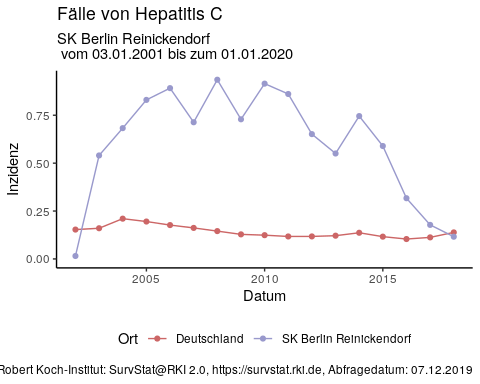 Fälle von Hepatitis C
SK Berlin Reinickendorf
vom 03.01.2001 bis zum 01.01.2020
0.75
0.50
0.25
0.00
Inzidenz
2005 2010 2015
Datum
Ort Deutschland SK Berlin Reinickendorf
Robert Koch-Institut: SurvStat@RKI 2.0, https://survstat.rki.de, Abfragedatum: 07.12.2019